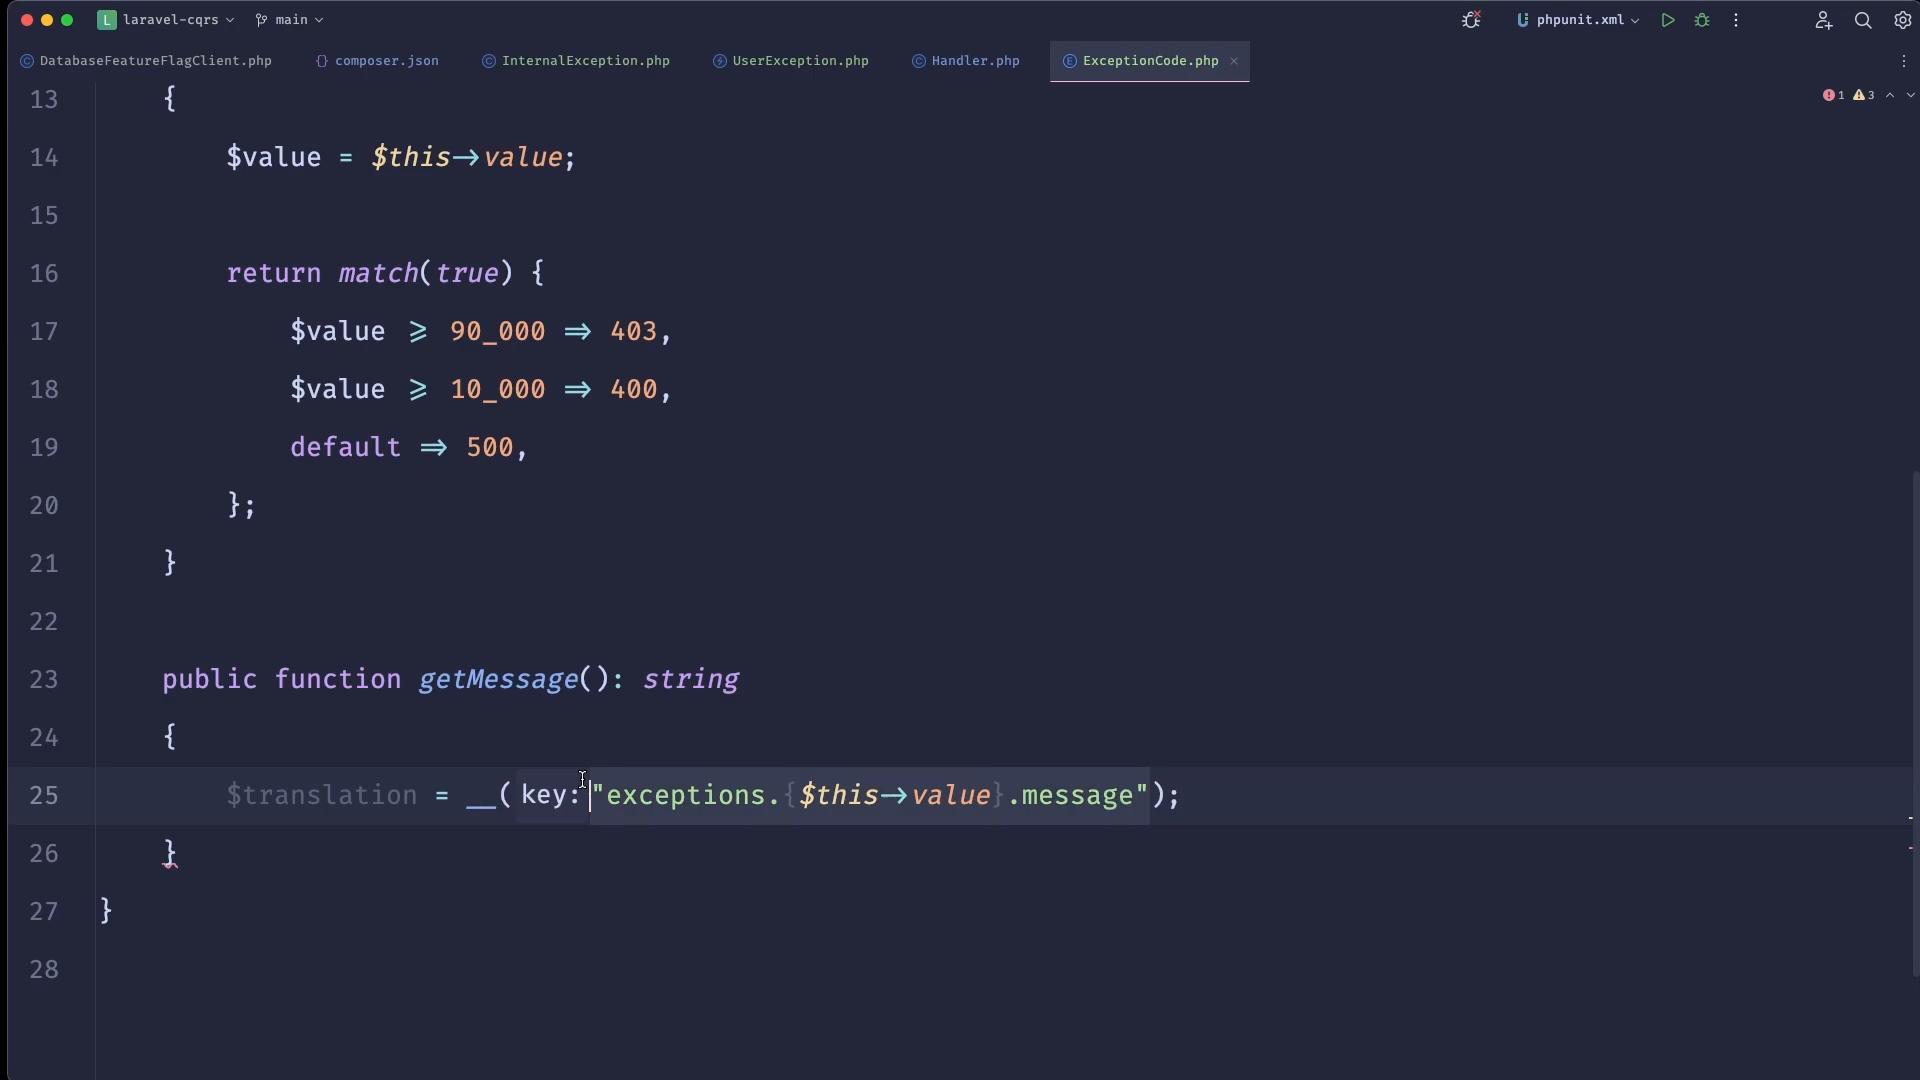 L laravel-cqrs main phpunit.xml
DatabaseFeatureFlagClient.php {} composer.json InternalException.php UserException.php Handler.php ExceptionCode.php
13 { 1 3
14 $value = $this->value;
15
16 return match(true) {
17 $value >= 90_000 => 403,
18 $value >= 10_000 => 400,
19 default => 500,
20 };
21 }
22
23 public function getMessage(): string
24 {
25 $translation = __( key: "exceptions.{$this->value}.message");
26 }
27 }
28